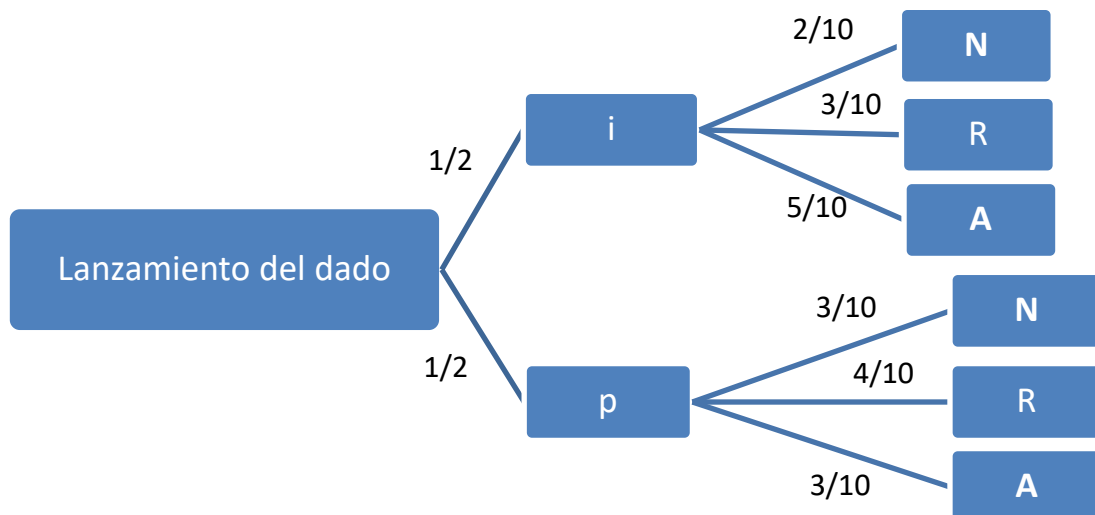 2/10
N
3/10
R
i
1/2
5/10
A
Lanzamiento del dado
3/10
N
1/2
4/10
p
R
3/10
A